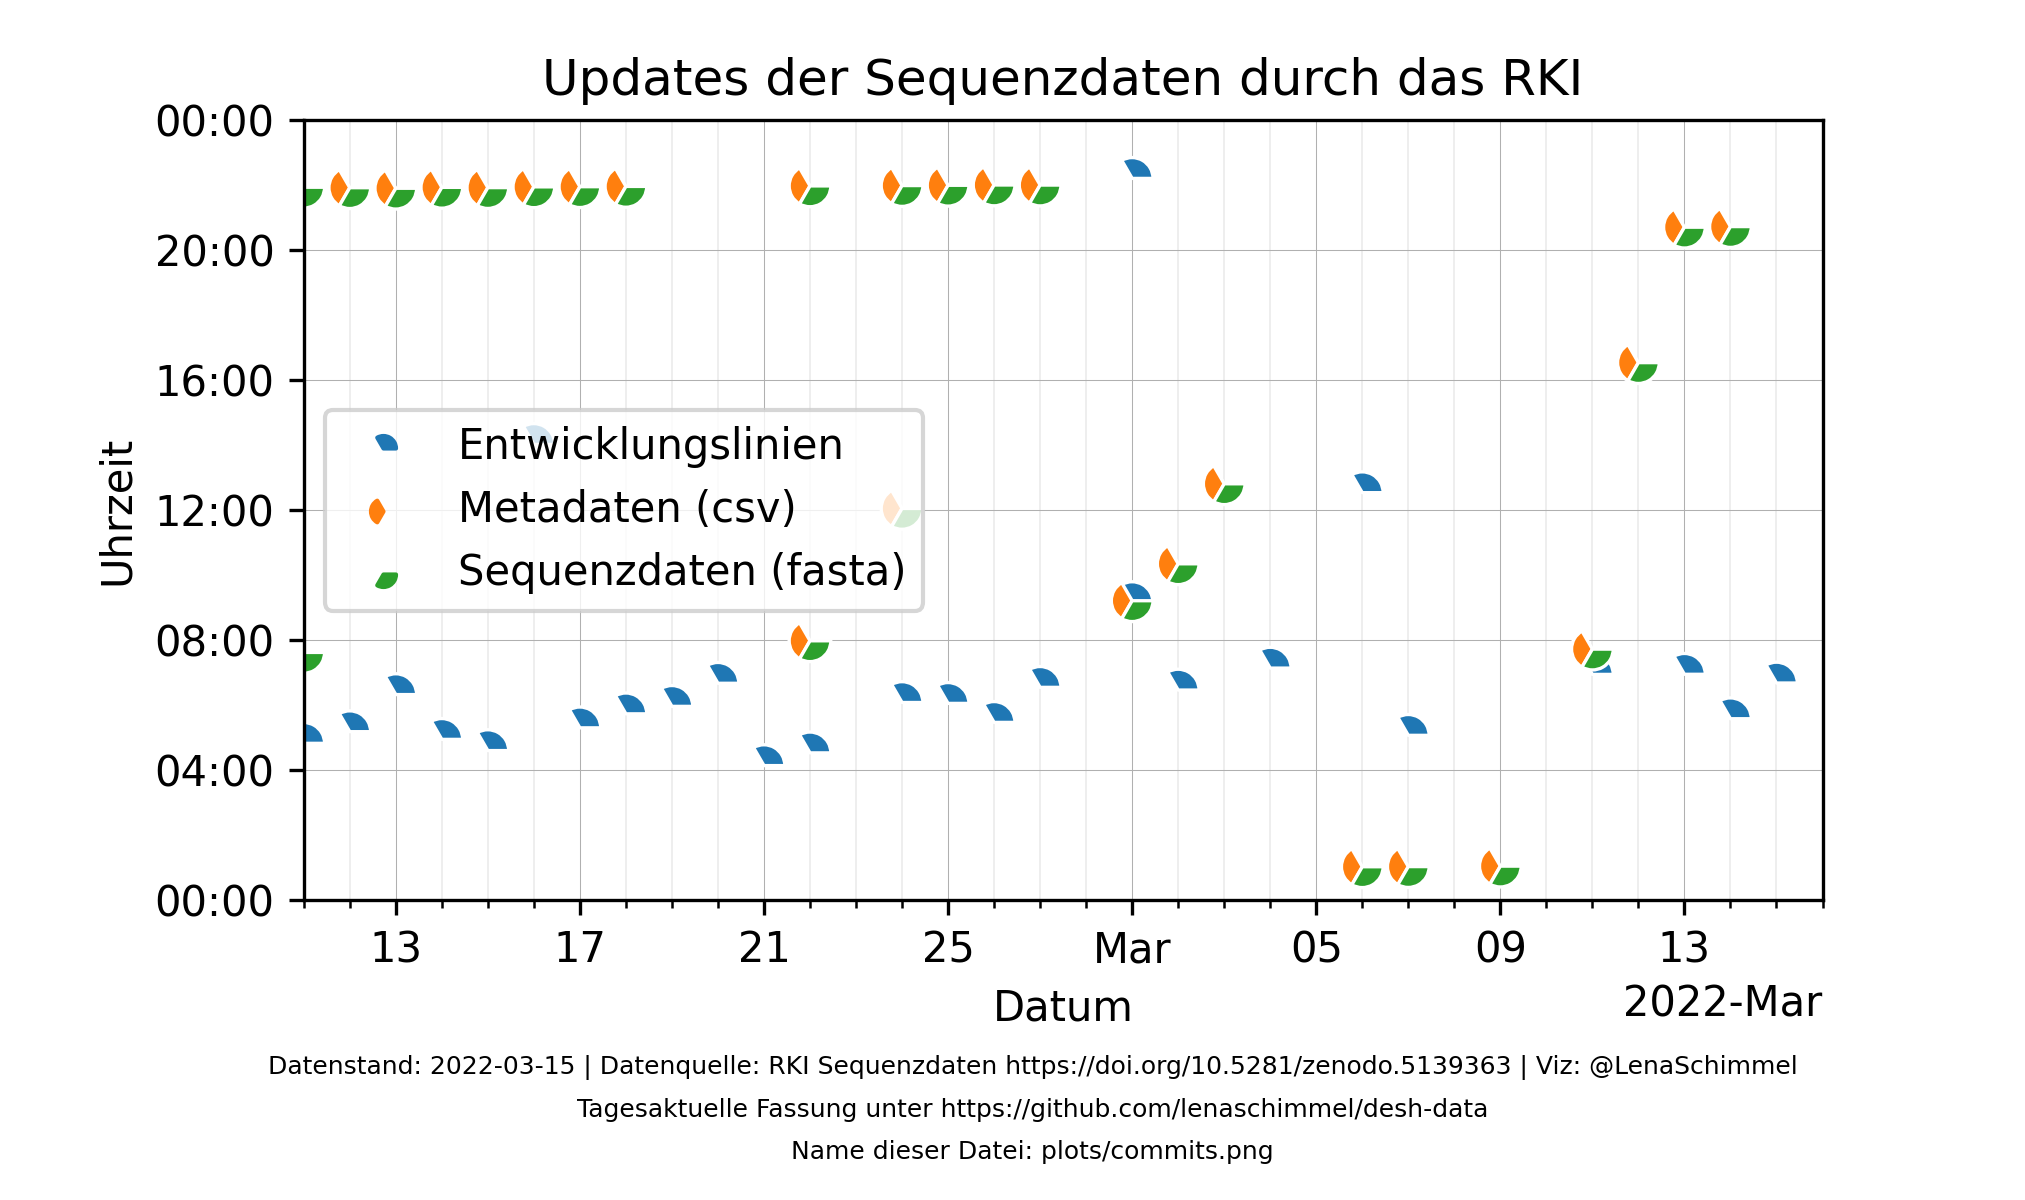 Updates der Sequenzdaten durch das RKI
00:00
20:00
16:00
12:00
08:00
04:00
00:00
Uhrzeit
Entwicklungslinien
Metadaten (csv)
Sequenzdaten (fasta)
13 17 21 25 Mar 05 09 13
Datum
2022-Mar
Datenstand: 2022-03-15 | Datenquelle: RKI Sequenzdaten https://doi.org/10.5281/zenodo.5139363 | Viz: @LenaSchimmel
Tagesaktuelle Fassung unter https://github.com/lenaschimmel/desh-data
Name dieser Datei: plots/commits.png